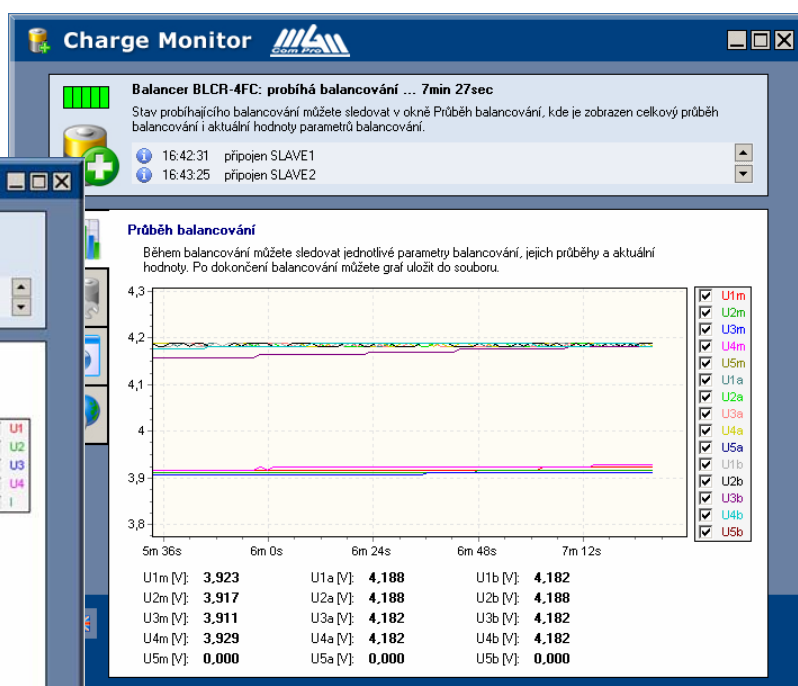 Charge Monitor
Com Pro
Balancer BLCR-4FC: probíhá balancování ... 7min 27sec
Stav probíhajícího balancování můžete sledovat v okně Průběh balancování, kde je zobrazen celkový průběh
balancování i aktuální hodnoty parametrů balancování.
16:42:31 připojen SLAVE1
16:43:25 připojen SLAVE2
Průběh balancování
Během balancování můžete sledovat jednotlivé parametry balancování, jejich průběhy a aktuální
hodnoty. Po dokončení balancování můžete graf uložit do souboru.
4,3
4,2
4,1
4
3,9
3,8
5m 36s 6m 0s 6m 24s 6m 48s 7m 12s
U1m
U2m
U3m
U4m
U5m
U1a
U2a
U3a
U4a
U5a
U1b
U2b
U3b
U4b
U5b
U1
U2
U3
U4
I
U1m [V]: 3,923 U1a [V]: 4,188 U1b [V]: 4,182
U2m [V]: 3,917 U2a [V]: 4,188 U2b [V]: 4,188
U3m [V]: 3,911 U3a [V]: 4,182 U3b [V]: 4,182
U4m [V]: 3,929 U4a [V]: 4,182 U4b [V]: 4,182
U5m [V]: 0,000 U5a [V]: 0,000 U5b [V]: 0,000